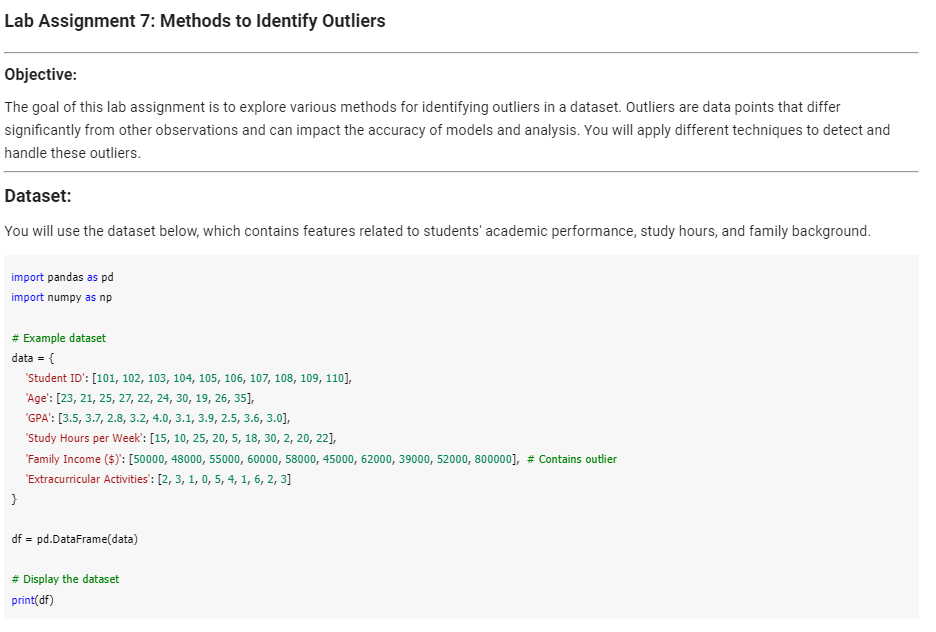 Lab Assignment 7: Methods to Identify Outliers
Objective:
The goal of this lab assignment is to explore various methods for identifying outliers in a dataset. Outliers are data points that differ
significantly from other observations and can impact the accuracy of models and analysis. You will apply different techniques to detect and
handle these outliers.
Dataset:
You will use the dataset below, which contains features related to students' academic performance, study hours, and family background.
import pandas as pd
import numpy as np
# Example dataset
data = {
'Student ID': [101, 102, 103, 104, 105, 106, 107, 108, 109, 110],
'Age': [23, 21, 25, 27, 22, 24, 30, 19, 26, 35],
'GPA': [3.5, 3.7, 2.8, 3.2, 4.0, 3.1, 3.9, 2.5, 3.6, 3.0],
'Study Hours per Week': [15, 10, 25, 20, 5, 18, 30, 2, 20, 22],
'Family Income ($)': [50000, 48000, 55000, 60000, 58000, 45000, 62000, 39000, 52000, 800000], # Contains outlier
'Extracurricular Activities': [2, 3, 1, 0, 5, 4, 1, 6, 2, 3]
}
df = pd.DataFrame(data)
# Display the dataset
print(df)